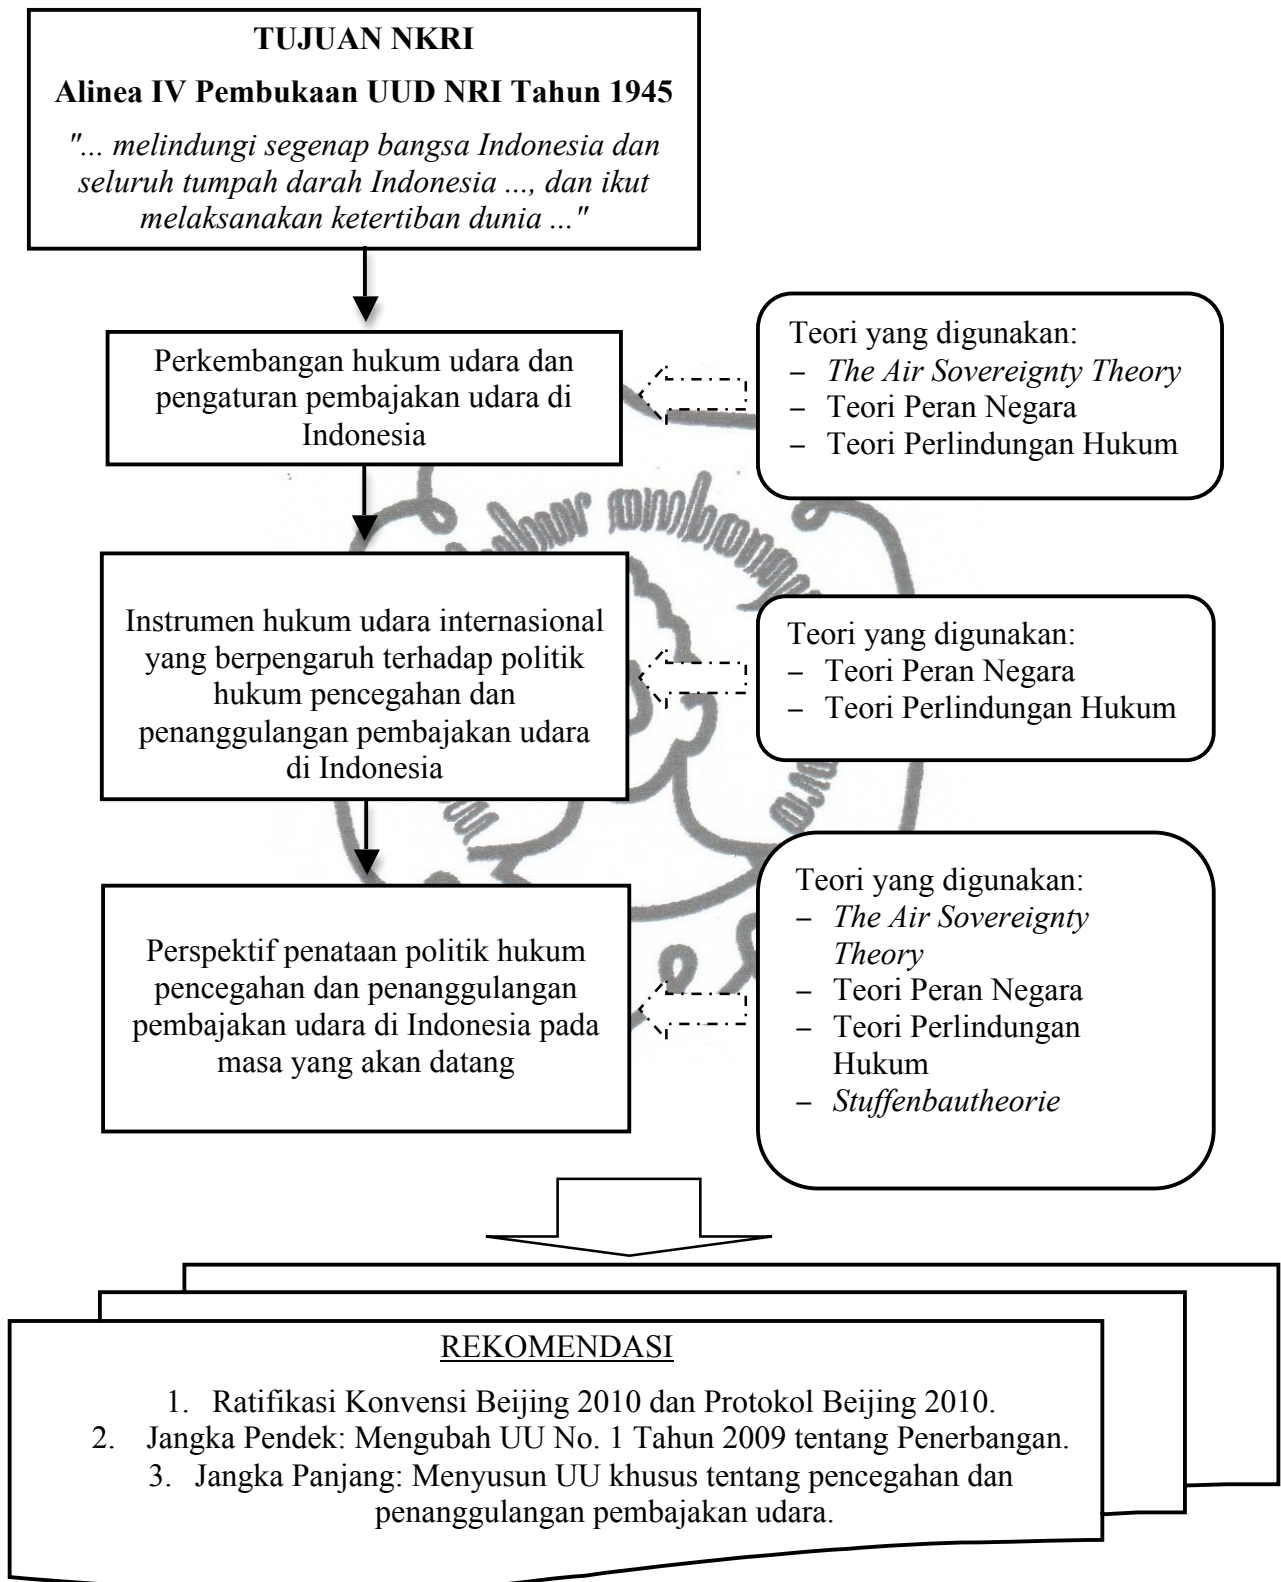 TUJUAN NKRI
Alinea IV Pembukaan UUD NRI Tahun 1945
"... melindungi segenap bangsa Indonesia dan
seluruh tumpah darah Indonesia ..., dan ikut
melaksanakan ketertiban dunia ..."
Perkembangan hukum udara dan
pengaturan pembajakan udara di
Indonesia
Teori yang digunakan:
– The Air Sovereignty Theory
– Teori Peran Negara
– Teori Perlindungan Hukum
Instrumen hukum udara internasional
yang berpengaruh terhadap politik
hukum pencegahan dan
penanggulangan pembajakan udara
di Indonesia
Teori yang digunakan:
– Teori Peran Negara
– Teori Perlindungan Hukum
Perspektif penataan politik hukum
pencegahan dan penanggulangan
pembajakan udara di Indonesia pada
masa yang akan datang
Teori yang digunakan:
– The Air Sovereignty
Theory
– Teori Peran Negara
– Teori Perlindungan
Hukum
– Stuffenbautheorie
REKOMENDASI
1. Ratifikasi Konvensi Beijing 2010 dan Protokol Beijing 2010.
2. Jangka Pendek: Mengubah UU No. 1 Tahun 2009 tentang Penerbangan.
3. Jangka Panjang: Menyusun UU khusus tentang pencegahan dan
penanggulangan pembajakan udara.